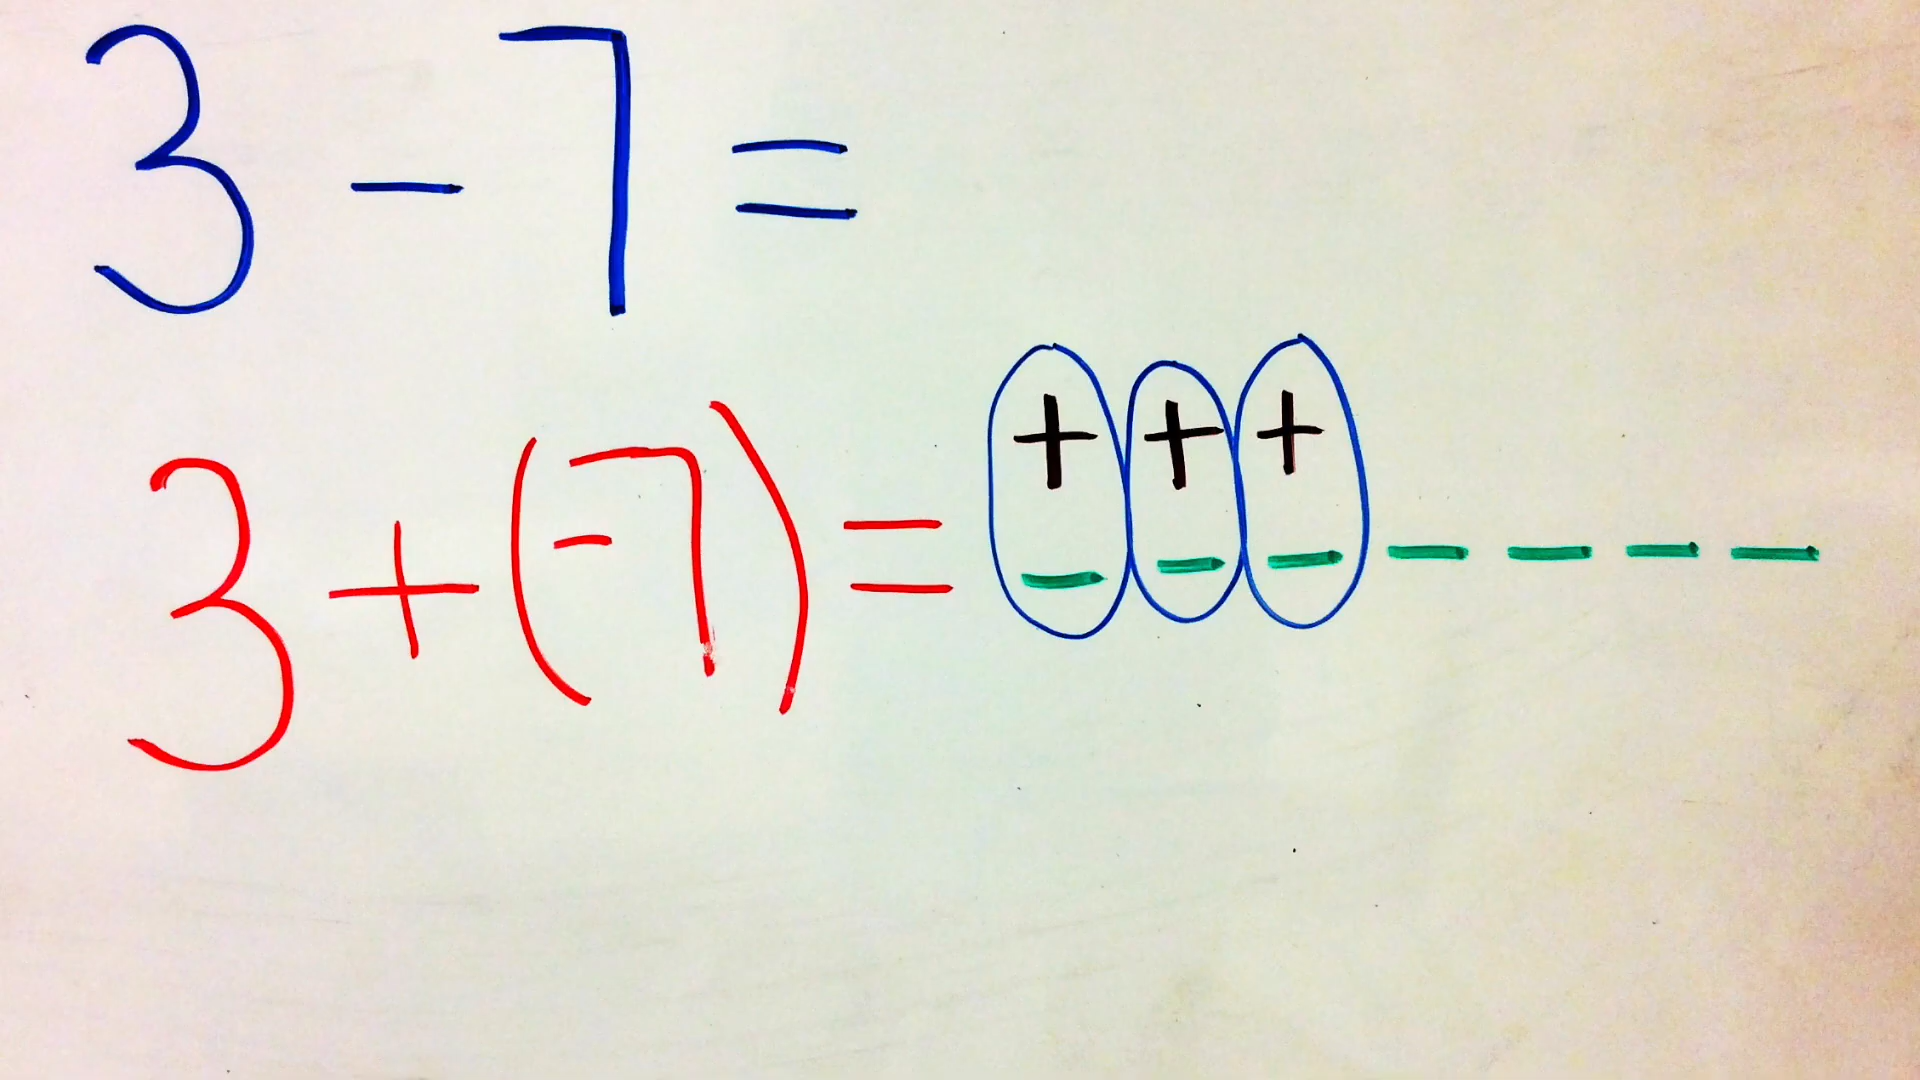 3 - 7 =
+ + +
3 + (-7) = - - - - - - -